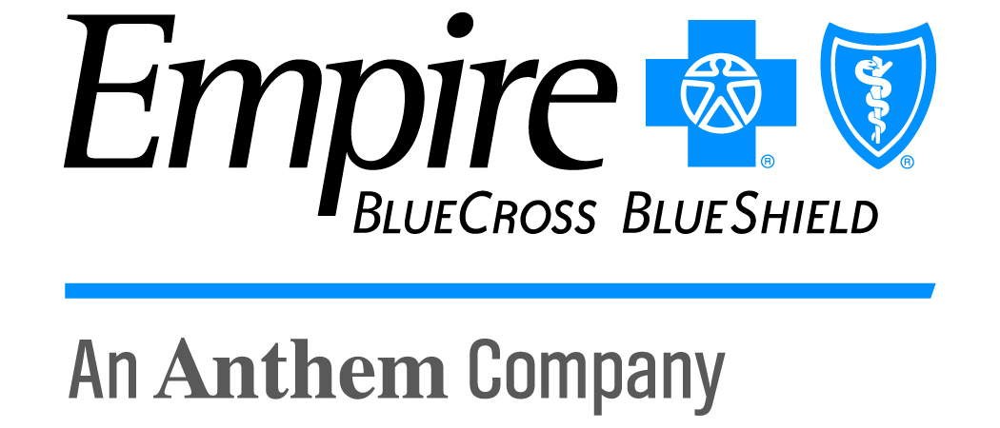 Empire
® ®
BLUECROSS BLUESHIELD
An Anthem Company